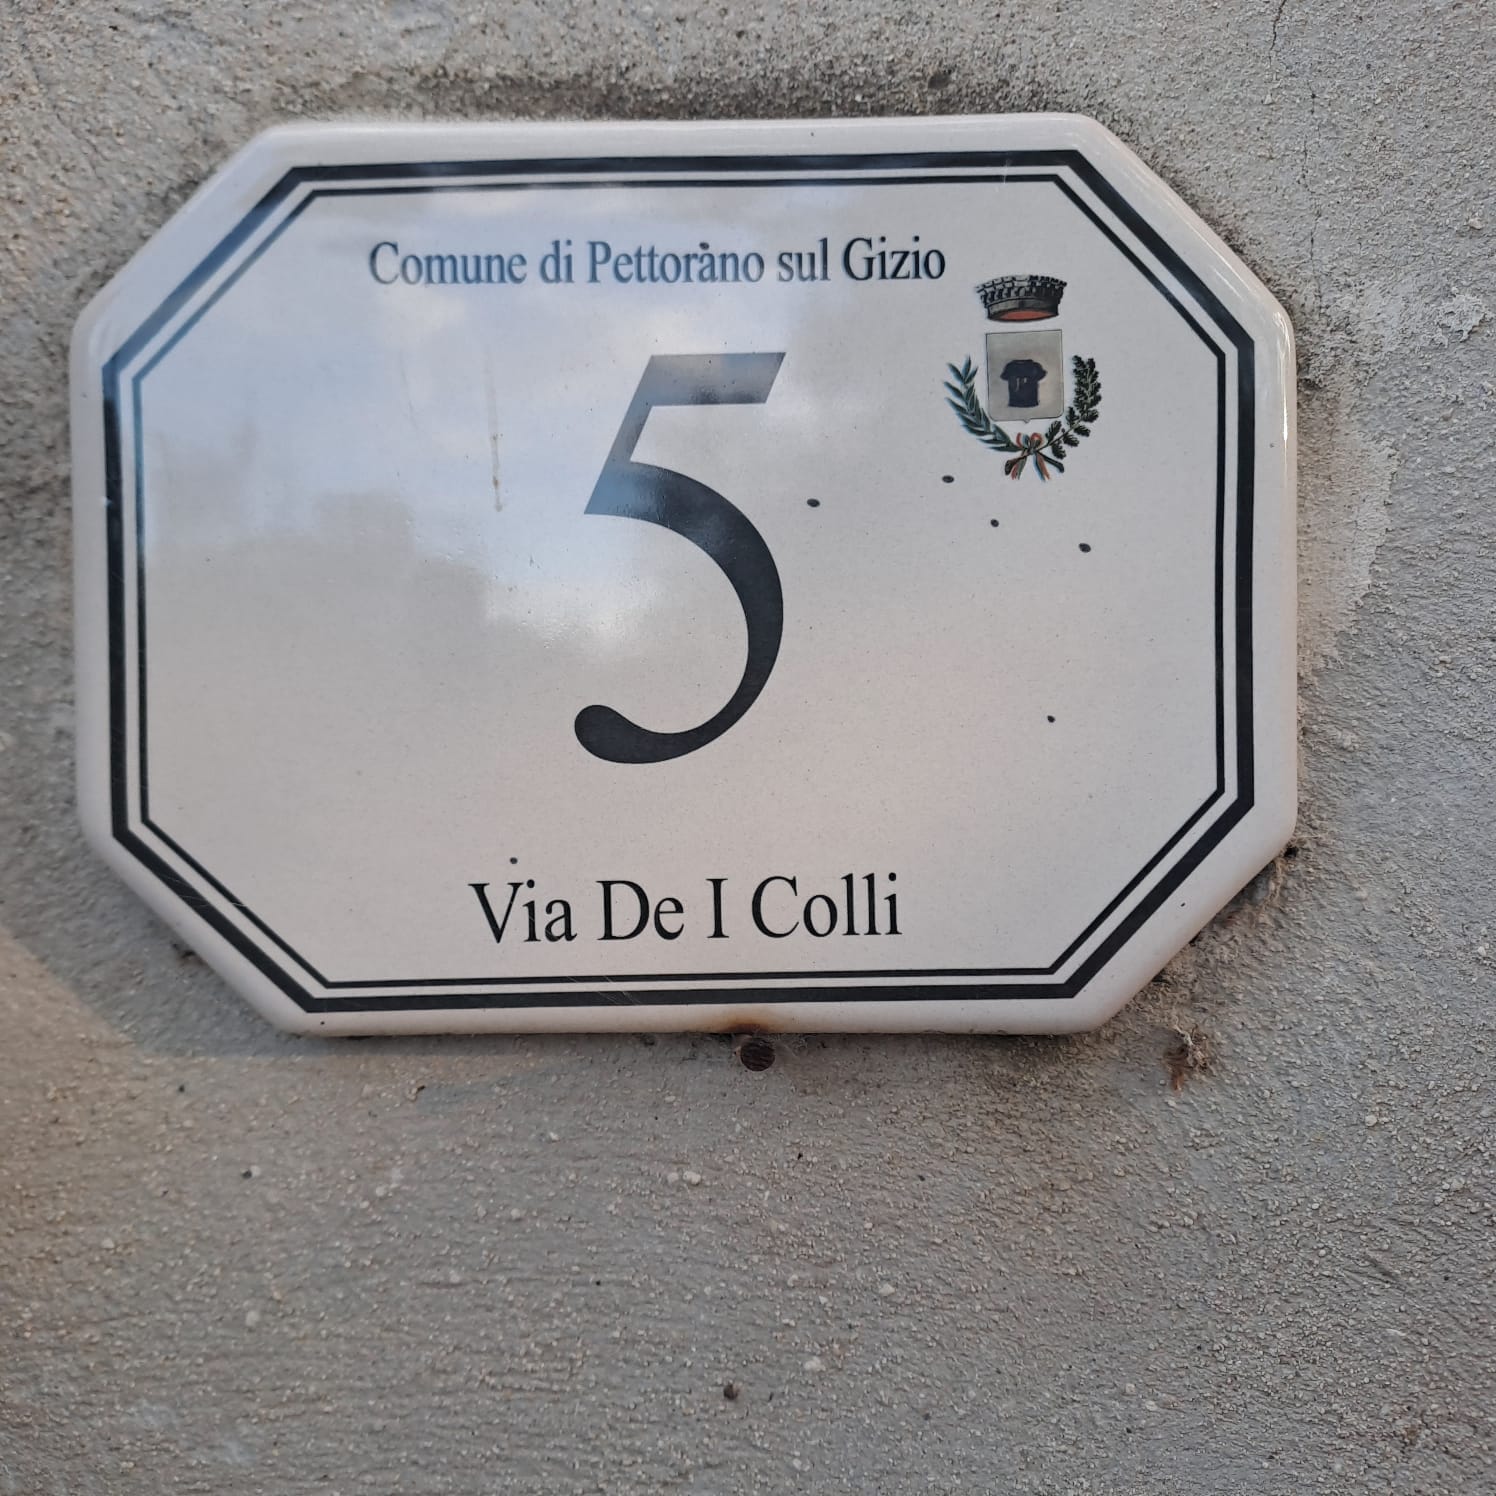 Comune di Pettorano sul Gizio
P
5
Via De I Colli